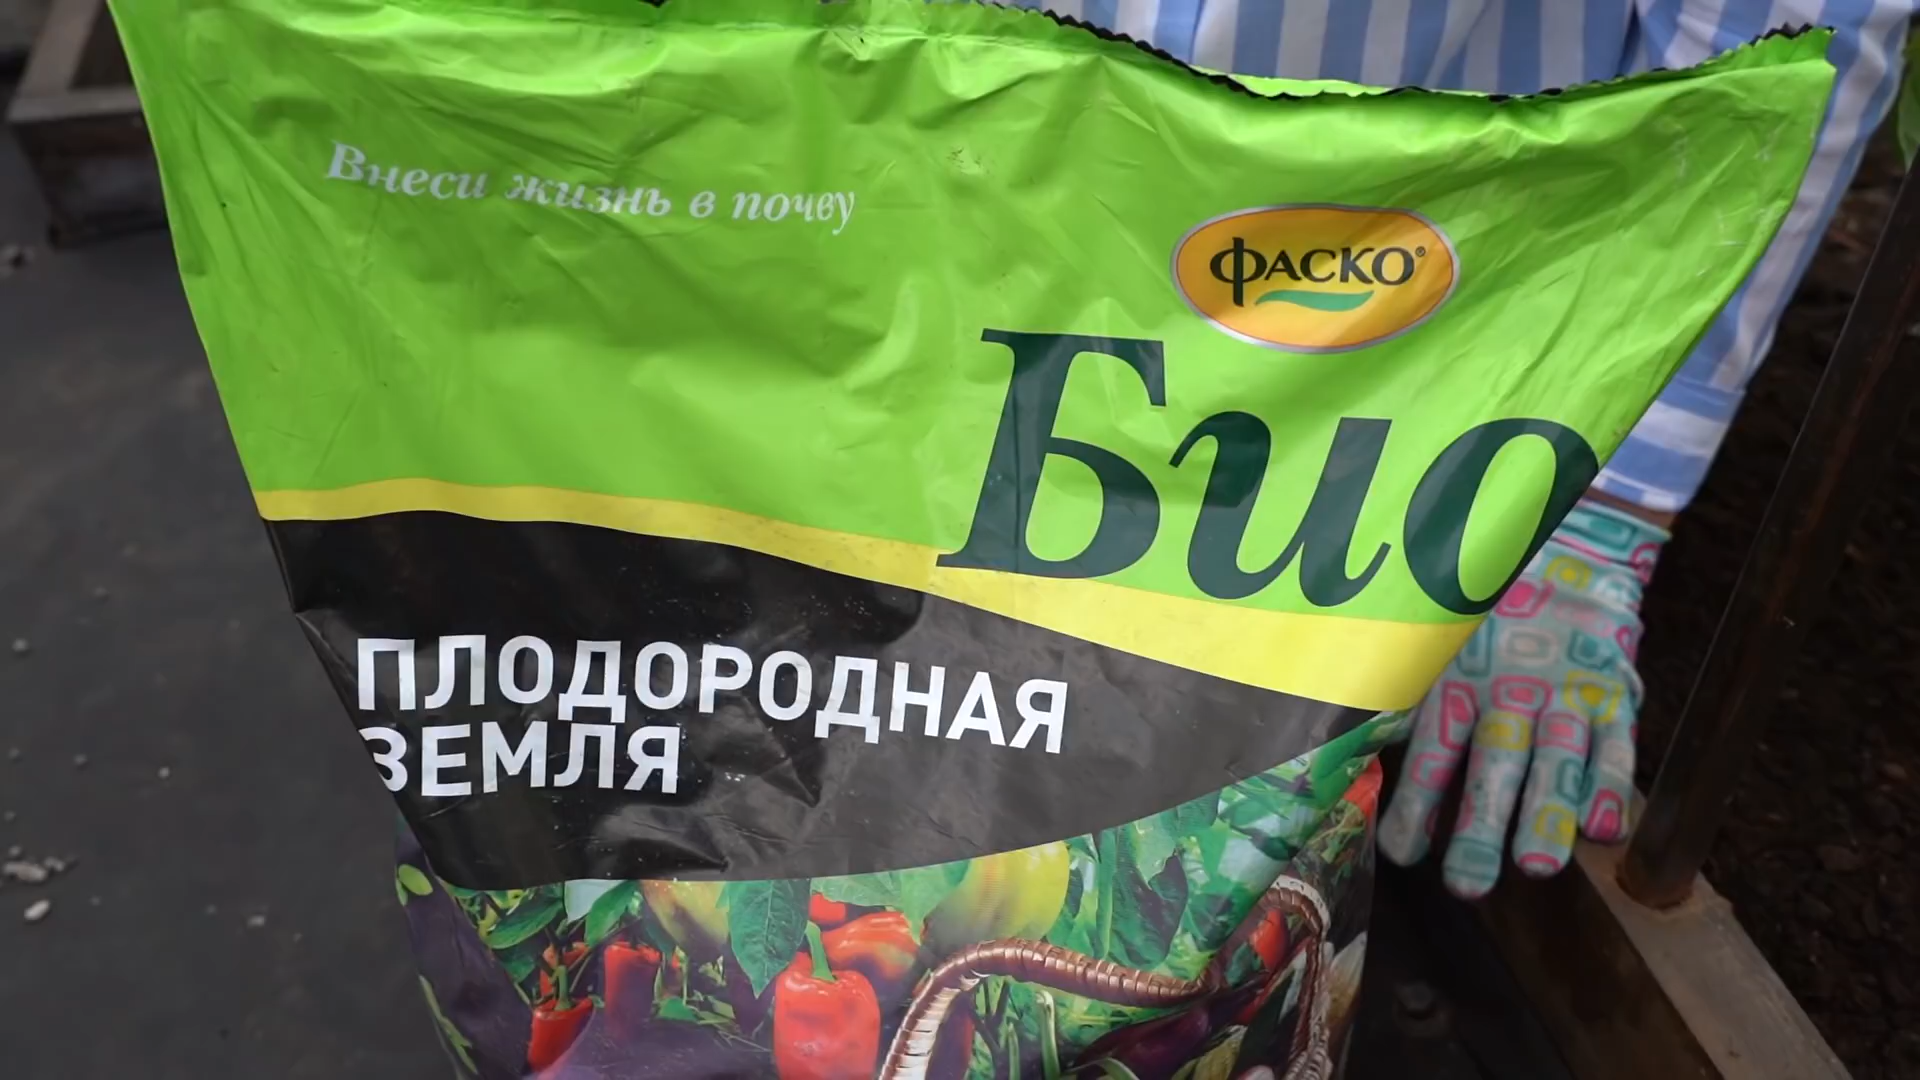 Внеси жизнь в почву
ФАСКО®
Био
ПЛОДОРОДНАЯ
ЗЕМЛЯ